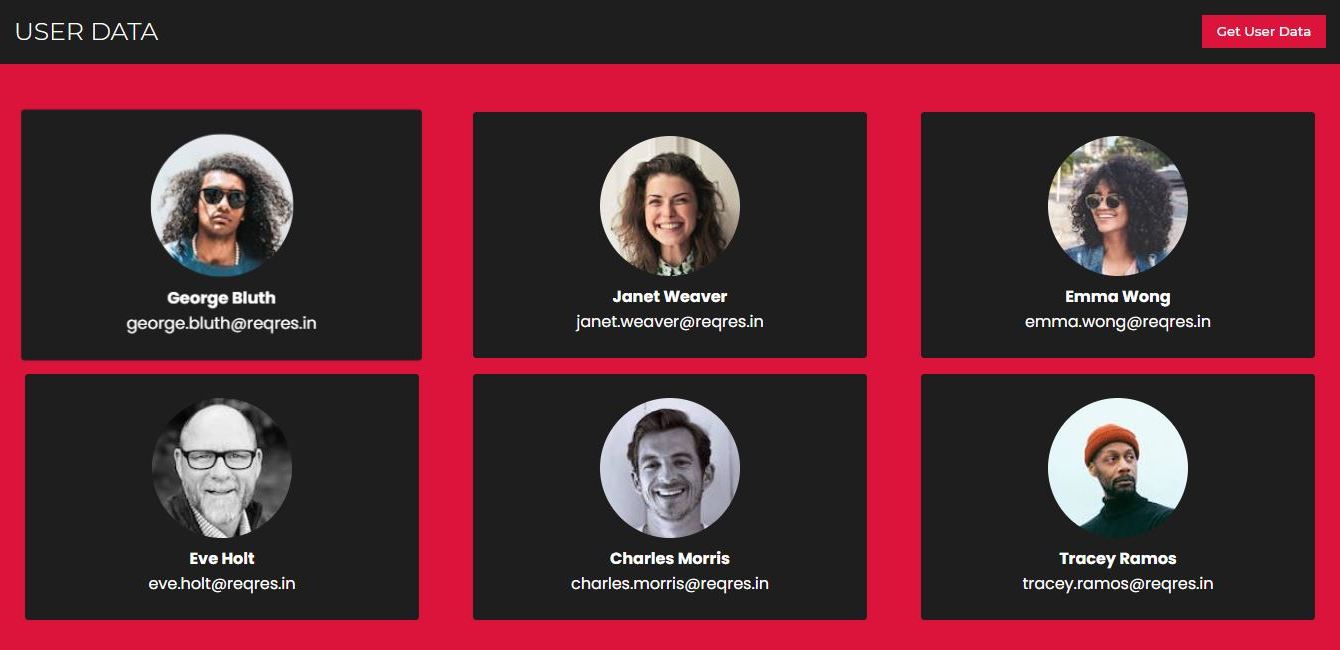 USER DATA
Get User Data
George Bluth
george.bluth@reqres.in
Janet Weaver
janet.weaver@reqres.in
Emma Wong
emma.wong@reqres.in
Eve Holt
eve.holt@reqres.in
Charles Morris
charles.morris@reqres.in
Tracey Ramos
tracey.ramos@reqres.in